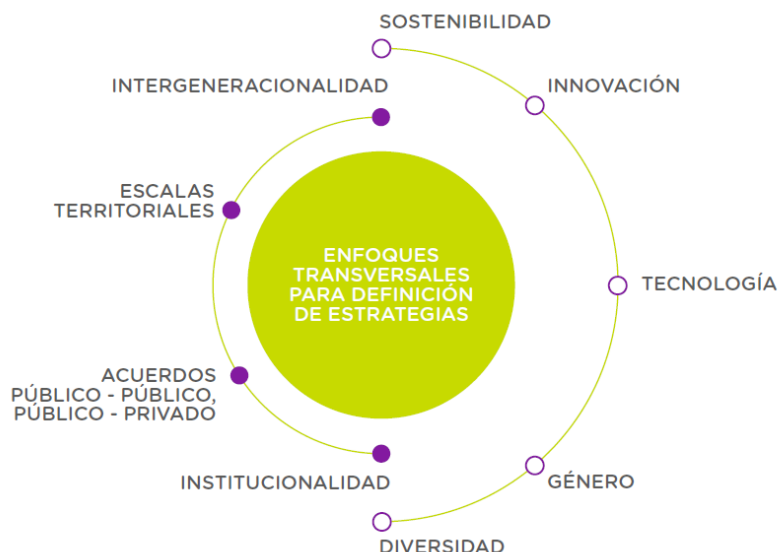 SOSTENIBILIDAD
INTERGENERACIONALIDAD
INNOVACIÓN
ESCALAS
TERRITORIALES
ENFOQUES
TRANSVERSALES
PARA DEFINICIÓN
DE ESTRATEGIAS
TECNOLOGÍA
ACUERDOS
PÚBLICO - PÚBLICO,
PÚBLICO - PRIVADO
INSTITUCIONALIDAD
GÉNERO
DIVERSIDAD